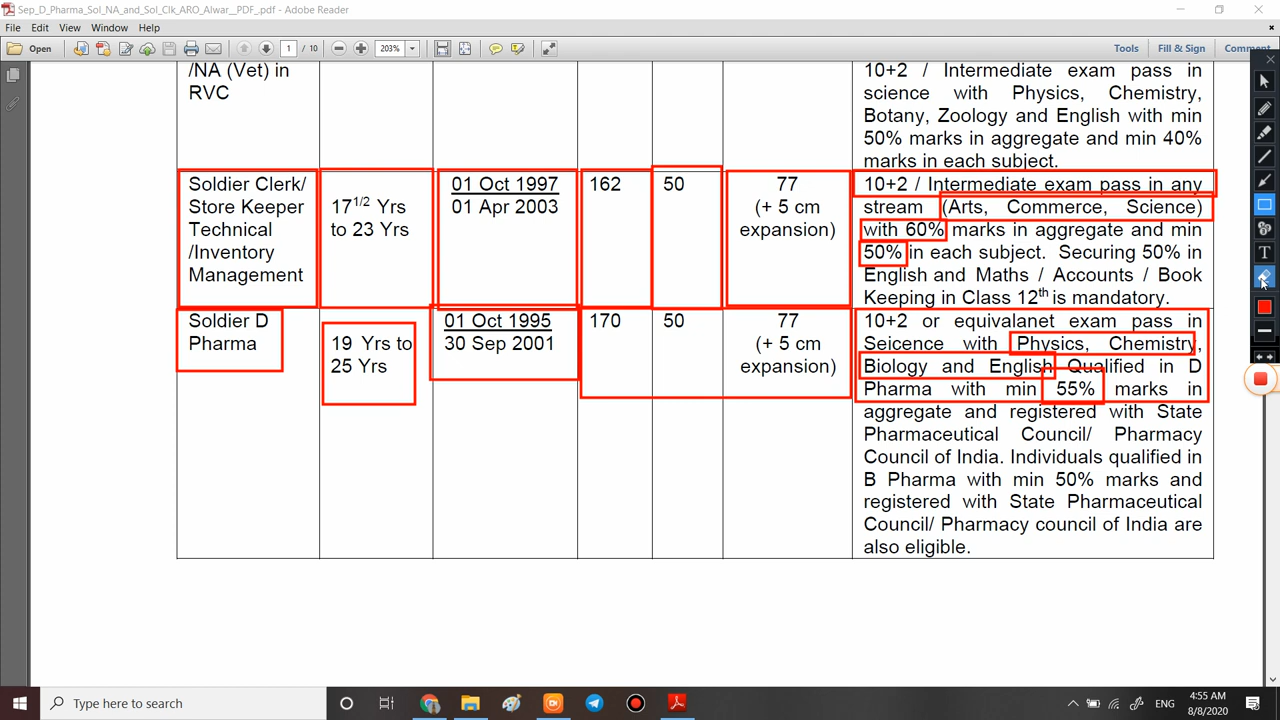 Sep_D_Pharma_Sol_NA_and_Sol_Clk_ARO_Alwar__PDF_.pdf - Adobe Reader
File Edit View Window Help
Open 1 / 10 203% Tools Fill & Sign Comment
/NA (Vet) in
RVC
10+2 / Intermediate exam pass in
science with Physics, Chemistry,
Botany, Zoology and English with min
50% marks in aggregate and min 40%
marks in each subject.
Soldier Clerk/
Store Keeper
Technical
/Inventory
Management
17 1/2 Yrs
to 23 Yrs
01 Oct 1997
01 Apr 2003
162
50
77
(+ 5 cm
expansion)
10+2 / Intermediate exam pass in any
stream (Arts, Commerce, Science)
with 60% marks in aggregate and min
50% in each subject. Securing 50% in
English and Maths / Accounts / Book
Keeping in Class 12th is mandatory.
Soldier D
Pharma
19 Yrs to
25 Yrs
01 Oct 1995
30 Sep 2001
170
50
77
(+ 5 cm
expansion)
10+2 or equivalanet exam pass in
Seicence with Physics, Chemistry,
Biology and English Qualified in D
Pharma with min 55% marks in
aggregate and registered with State
Pharmaceutical Council/ Pharmacy
Council of India. Individuals qualified in
B Pharma with min 50% marks and
registered with State Pharmaceutical
Council/ Pharmacy council of India are
also eligible.
T
Type here to search
ENG
4:55 AM
8/8/2020